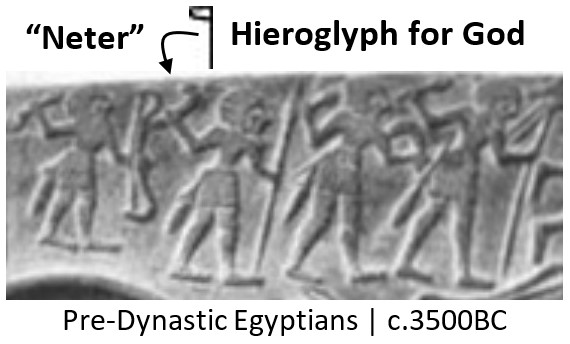 “Neter” Hieroglyph for God
Pre-Dynastic Egyptians | c.3500BC